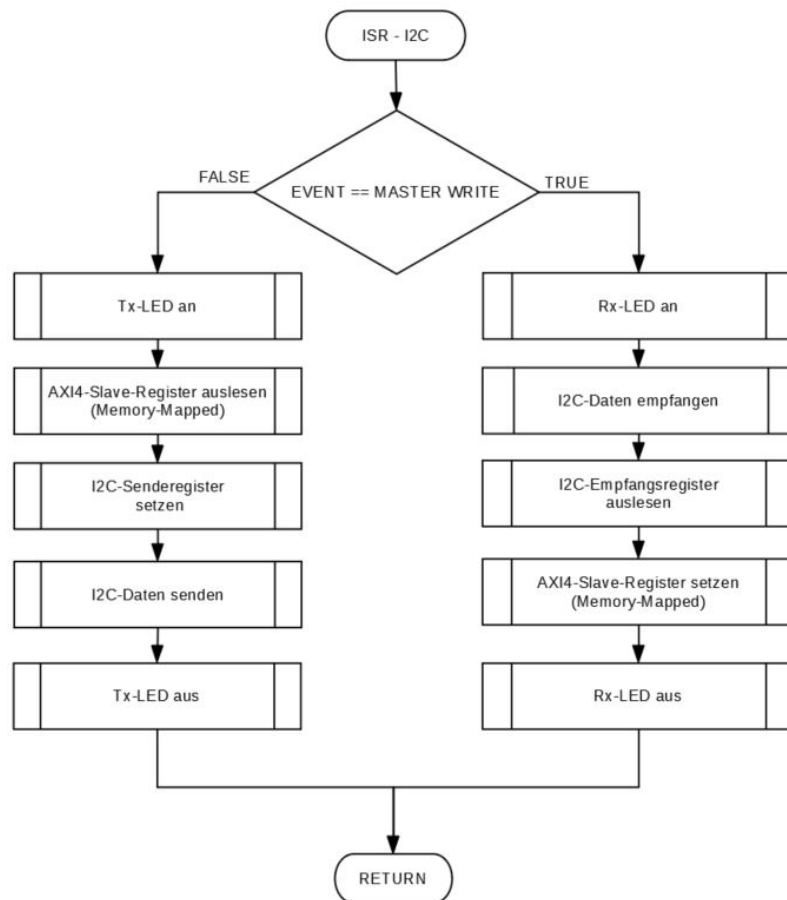 ISR - I2C
EVENT == MASTER WRITE
FALSE
TRUE
Tx-LED an
AXI4-Slave-Register auslesen
(Memory-Mapped)
I2C-Senderegister
setzen
I2C-Daten senden
Tx-LED aus
Rx-LED an
I2C-Daten empfangen
I2C-Empfangsregister
auslesen
AXI4-Slave-Register setzen
(Memory-Mapped)
Rx-LED aus
RETURN